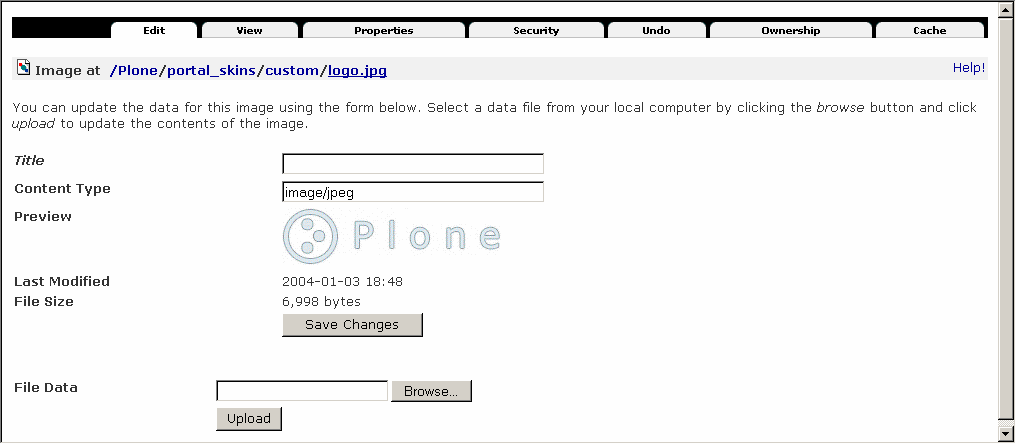 Edit View Properties Security Undo Ownership Cache
Image at /Plone/portal_skins/custom/logo.jpg Help!
You can update the data for this image using the form below. Select a data file from your local computer by clicking the browse button and click
upload to update the contents of the image.
Title
Content Type image/jpeg
Preview Plone
Last Modified 2004-01-03 18:48
File Size 6,998 bytes
Save Changes
File Data Browse...
Upload